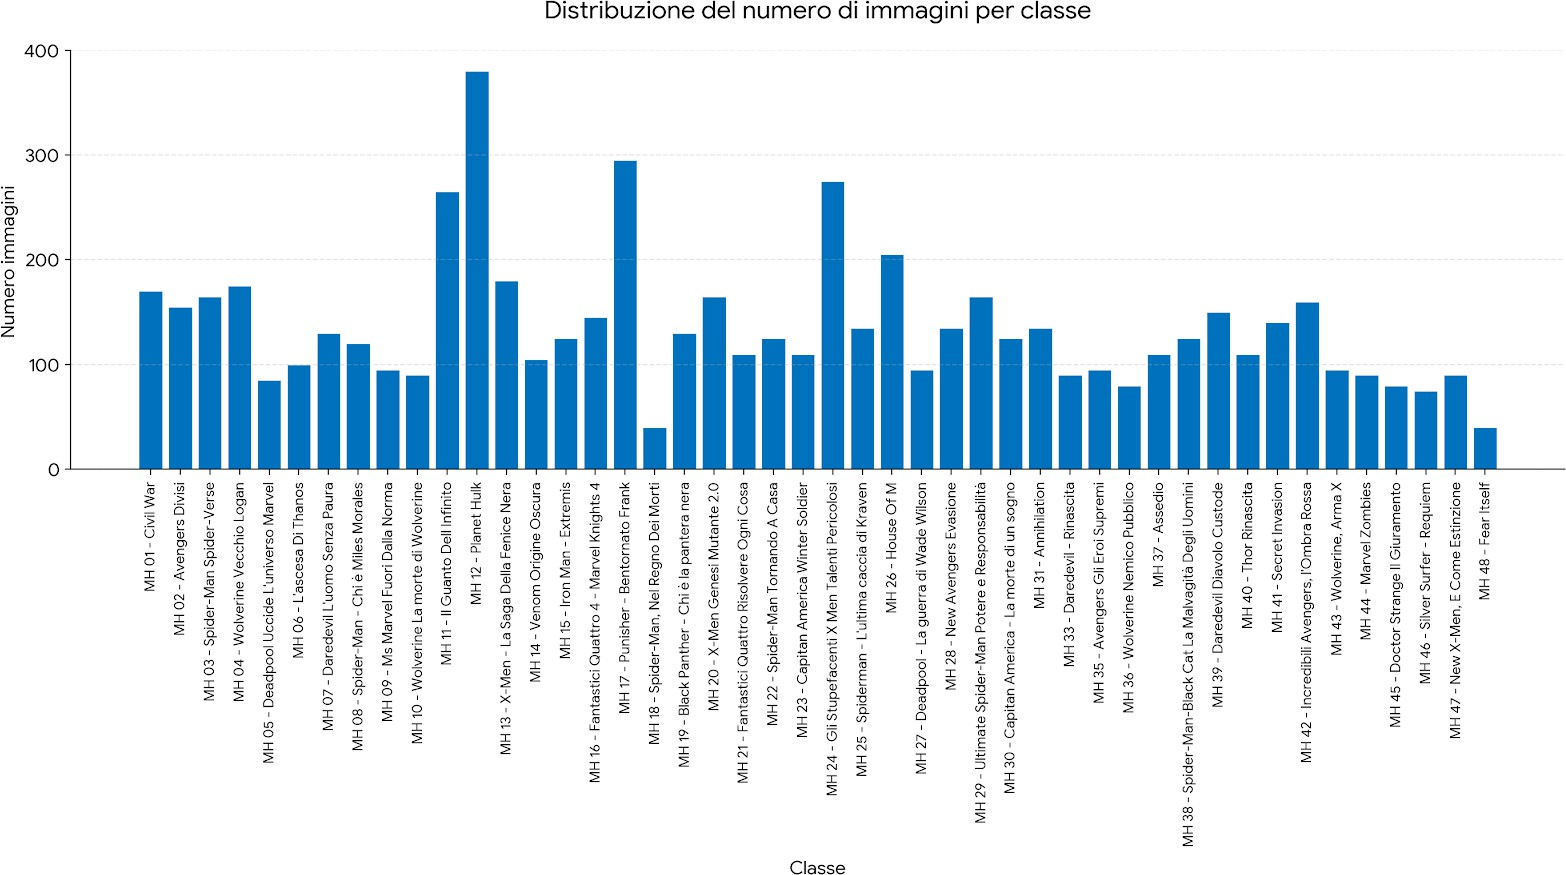 Distribuzione del numero di immagini per classe
Numero immagini
400
300
200
100
0
MH 01 - Civil War
MH 02 - Avengers Divisi
MH 03 - Spider-Man Spider-Verse
MH 04 - Wolverine Vecchio Logan
MH 05 - Deadpool Uccide L'universo Marvel
MH 06 - L'ascesa Di Thanos
MH 07 - Daredevil L'uomo Senza Paura
MH 08 - Spider-Man - Chi è Miles Morales
MH 09 - Ms Marvel Fuori Dalla Norma
MH 10 - Wolverine La morte di Wolverine
MH 11 - Il Guanto Dell Infinito
MH 12 - Planet Hulk
MH 13 - X-Men - La Saga Della Fenice Nera
MH 14 - Venom Origine Oscura
MH 15 - Iron Man - Extremis
MH 16 - Fantastici Quattro 4 - Marvel Knights 4
MH 17 - Punisher - Bentornato Frank
MH 18 - Spider-Man, Nel Regno Dei Morti
MH 19 - Black Panther - Chi è la pantera nera
MH 20 - X-Men Genesi Mutante 2.0
MH 21 - Fantastici Quattro Risolvere Ogni Cosa
MH 22 - Spider-Man Tornando A Casa
MH 23 - Capitan America Winter Soldier
MH 24 - Gli Stupefacenti X Men Talenti Pericolosi
MH 25 - Spiderman - L'ultima caccia di Kraven
MH 26 - House Of M
MH 27 - Deadpool - La guerra di Wade Wilson
MH 28 - New Avengers Evasione
MH 29 - Ultimate Spider-Man Potere e Responsabilità
MH 30 - Capitan America - La morte di un sogno
MH 31 - Annihilation
MH 33 - Daredevil - Rinascita
MH 35 - Avengers Gli Eroi Supremi
MH 36 - Wolverine Nemico Pubblico
MH 37 - Assedio
MH 38 - Spider-Man-Black Cat La Malvagità Degli Uomini
MH 39 - Daredevil Diavolo Custode
MH 40 - Thor Rinascita
MH 41 - Secret Invasion
MH 42 - Incredibili Avengers, l'Ombra Rossa
MH 43 - Wolverine, Arma X
MH 44 - Marvel Zombies
MH 45 - Doctor Strange Il Giuramento
MH 46 - Silver Surfer - Requiem
MH 47 - New X-Men, E Come Estinzione
MH 48 - Fear Itself
Classe